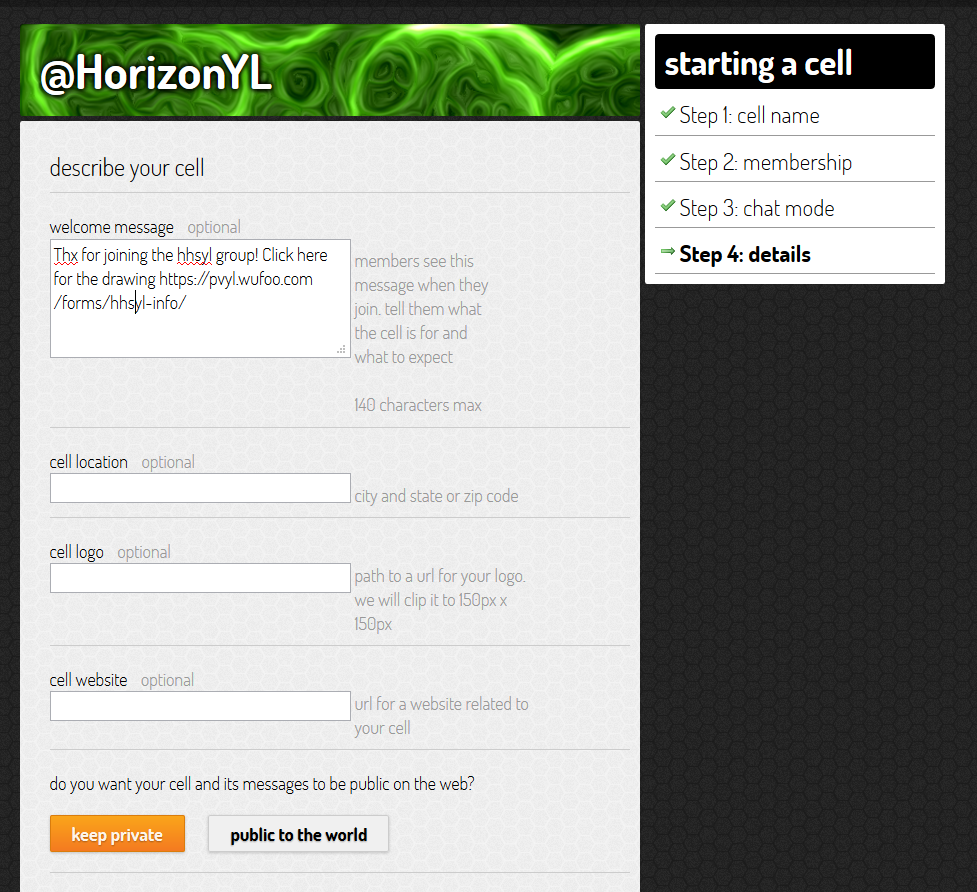 @HorizonYL
describe your cell
welcome message optional
Thx for joining the hhsyl group! Click here
for the drawing https://pvyl.wufoo.com
/forms/hhsyl-info/
members see this
message when they
join. tell them what
the cell is for and
what to expect
140 characters max
cell location optional
city and state or zip code
cell logo optional
path to a url for your logo.
we will clip it to 150px x
150px
cell website optional
url for a website related to
your cell
do you want your cell and its messages to be public on the web?
keep private public to the world
starting a cell
Step 1: cell name
Step 2: membership
Step 3: chat mode
Step 4: details